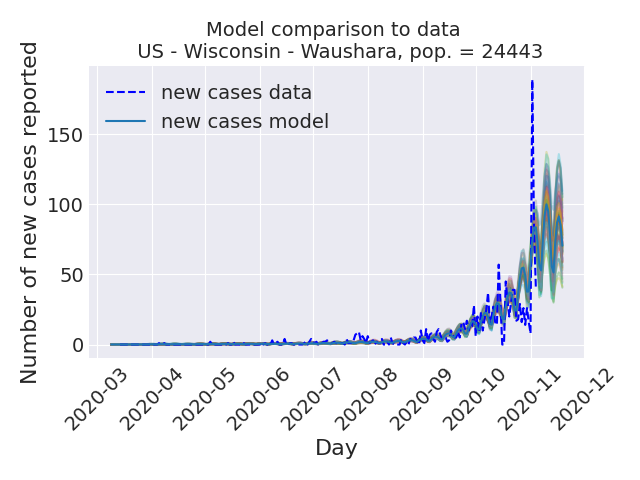 Model comparison to data
US - Wisconsin - Waushara, pop. = 24443
Number of new cases reported
new cases data
new cases model
150
100
50
0
2020-03
2020-04
2020-05
2020-06
2020-07
2020-08
2020-09
2020-10
2020-11
2020-12
Day